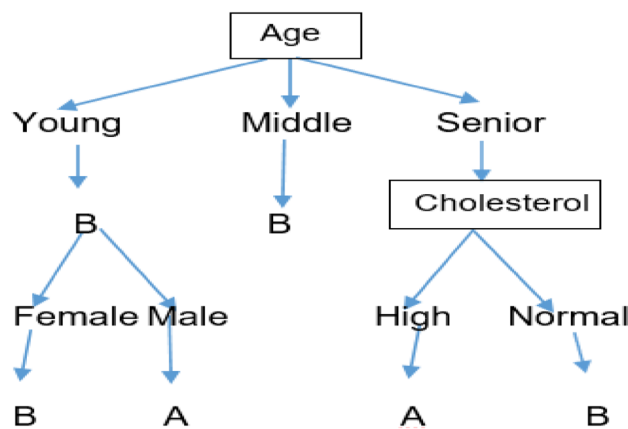 Age
Young Middle Senior
B B Cholesterol
Female Male High Normal
B A A B